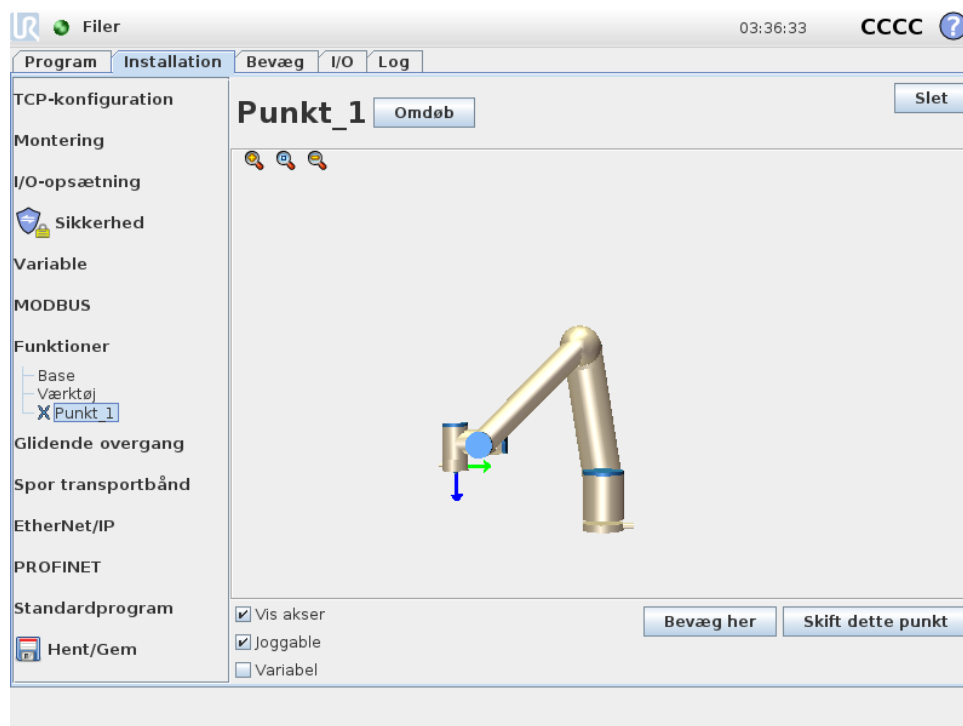 UR Filer 03:36:33 CCCC ?
Program Installation Bevæg I/O Log
TCP-konfiguration
Montering
I/O-opsætning
Sikkerhed
Variable
MODBUS
Funktioner
Base
Værktøj
Punkt_1
Glidende overgang
Spor transportbånd
EtherNet/IP
PROFINET
Standardprogram
Hent/Gem
Punkt_1 Omdøb Slet
Vis akser
Joggable
Variabel
Bevæg her Skift dette punkt